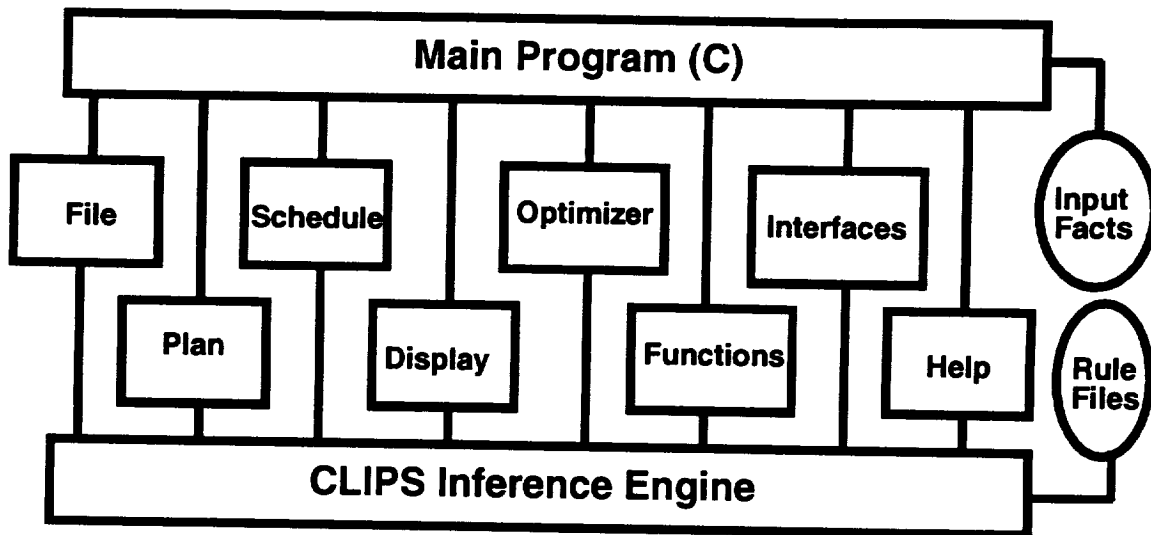 Main Program (C)
File
Schedule
Optimizer
Interfaces
Input
Facts
Plan
Display
Functions
Help
Rule
Files
CLIPS Inference Engine